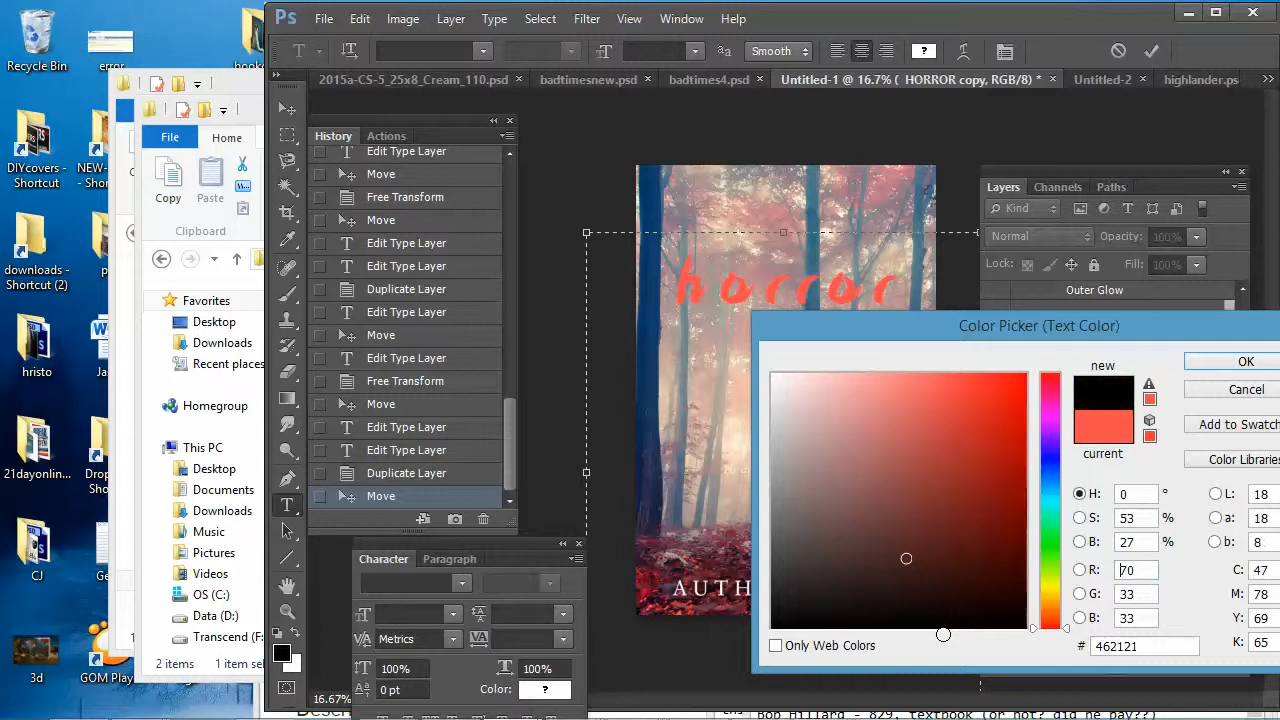 Recycle Bin
error
hooke
DIYcovers -
Shortcut
NEW-
- Shor
downloads -
Shortcut (2)
hristo
21dayonlin...
Drop
CJ
3d
GOM Play
File
Home
Copy
Paste
Clipboard
Favorites
Desktop
Downloads
Recent places
Homegroup
This PC
Desktop
Documents
Downloads
Music
Pictures
Videos
OS (C:)
Data (D:)
Transcend (F:
2 items
1 item sel
Ps
File Edit Image Layer Type Select Filter View Window Help
Smooth
?
2015a-CS-5_25x8_Cream_110.psd × badtimesnew.psd × badtimes4.psd × Untitled-1 @ 16.7% ( HORROR copy, RGB/8) * × Untitled-2 × highlander.ps
History Actions
Edit Type Layer
Move
Free Transform
Move
Edit Type Layer
Edit Type Layer
Duplicate Layer
Edit Type Layer
Move
Edit Type Layer
Free Transform
Move
Edit Type Layer
Edit Type Layer
Duplicate Layer
Move
Character Paragraph
Metrics
100% 100%
0 pt Color: ?
16.67%
horror
AUTH
Layers Channels Paths
Kind
Normal Opacity: 100%
Lock: Fill: 100%
Outer Glow
Color Picker (Text Color)
new
current
OK
Cancel
Add to Swatch
Color Librarie
H: 0 °
S: 53 %
B: 27 %
R: 70
G: 33
B: 33
# 462121
L: 18
a: 18
b: 8
C: 47
M: 78
Y: 69
K: 65
Only Web Colors
Bob Hillard - 829, textbook (or not? did he pay??)